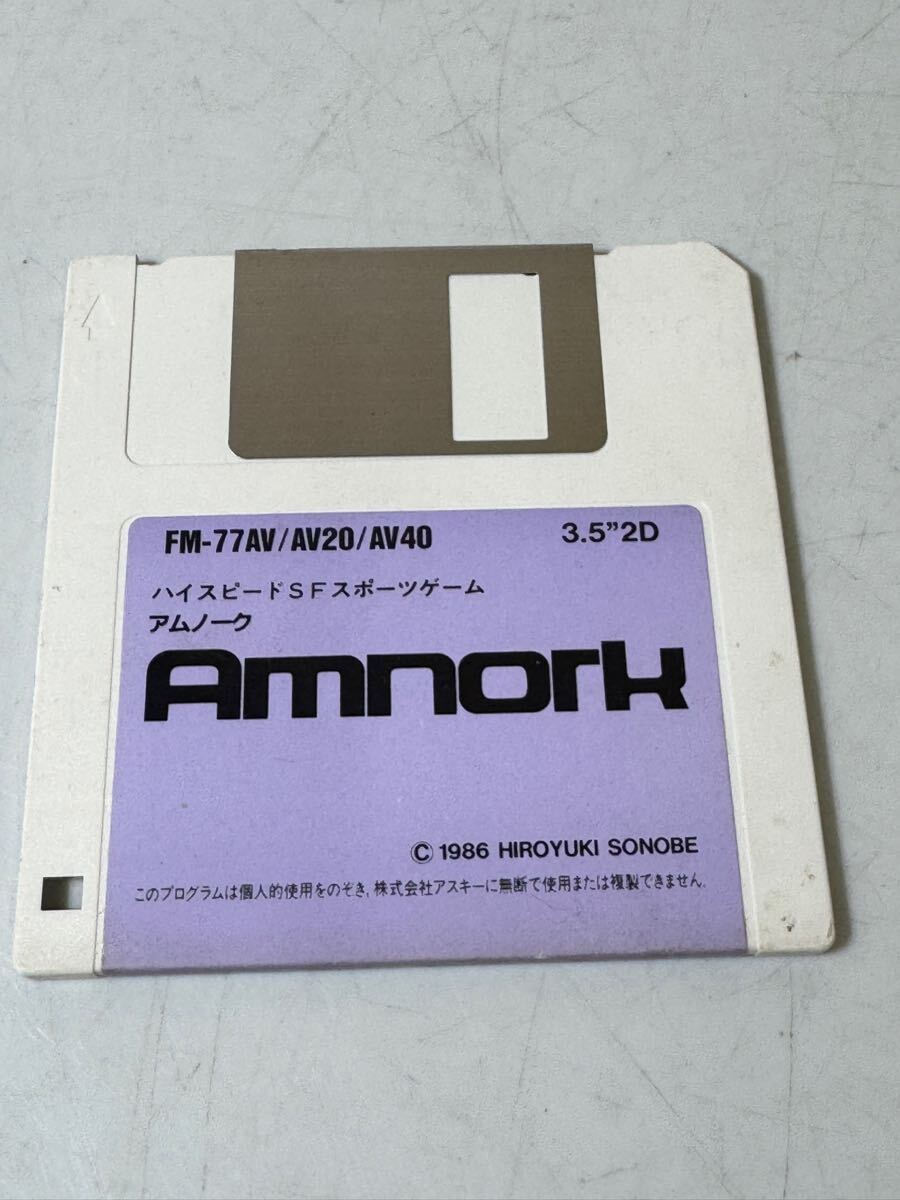 FM-77AV/AV20/AV40 3.5”2D
ハイスピードSFスポーツゲーム
アムノーク
Amnork
© 1986 HIROYUKI SONOBE
このプログラムは個人的使用をのぞき,株式会社アスキーに無断で使用または複製できません.